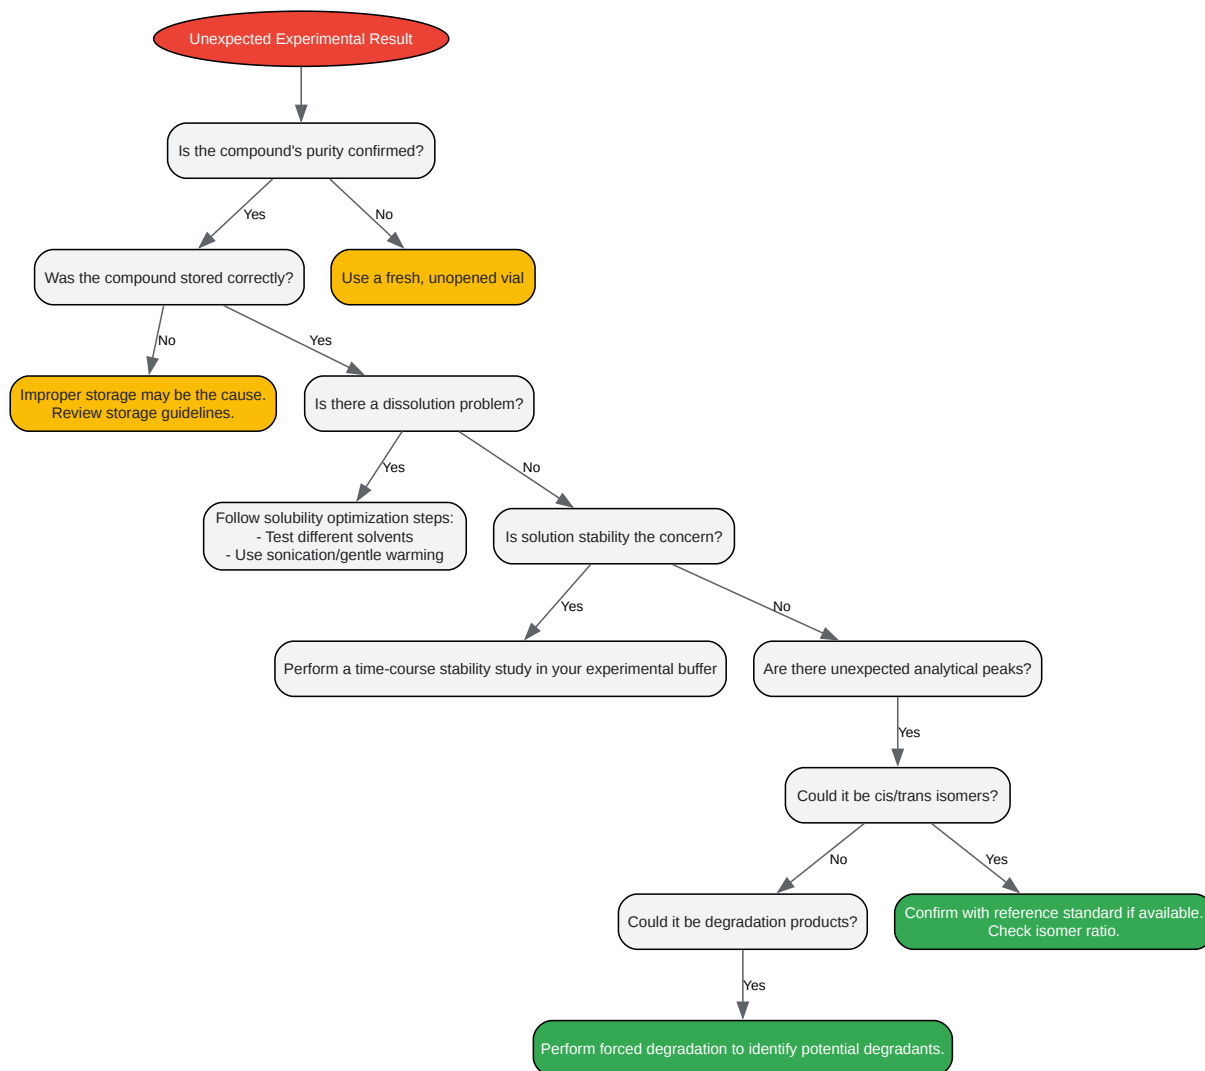 Unexpected Experimental Result
Is the compound's purity confirmed?
Yes
No
Was the compound stored correctly?
Use a fresh, unopened vial
No
Yes
Improper storage may be the cause.
Review storage guidelines.
Is there a dissolution problem?
Yes
No
Follow solubility optimization steps:
- Test different solvents
- Use sonication/gentle warming
Is solution stability the concern?
Yes
No
Perform a time-course stability study in your experimental buffer
Are there unexpected analytical peaks?
Yes
Could it be cis/trans isomers?
No
Yes
Could it be degradation products?
Confirm with reference standard if available.
Check isomer ratio.
Yes
Perform forced degradation to identify potential degradants.